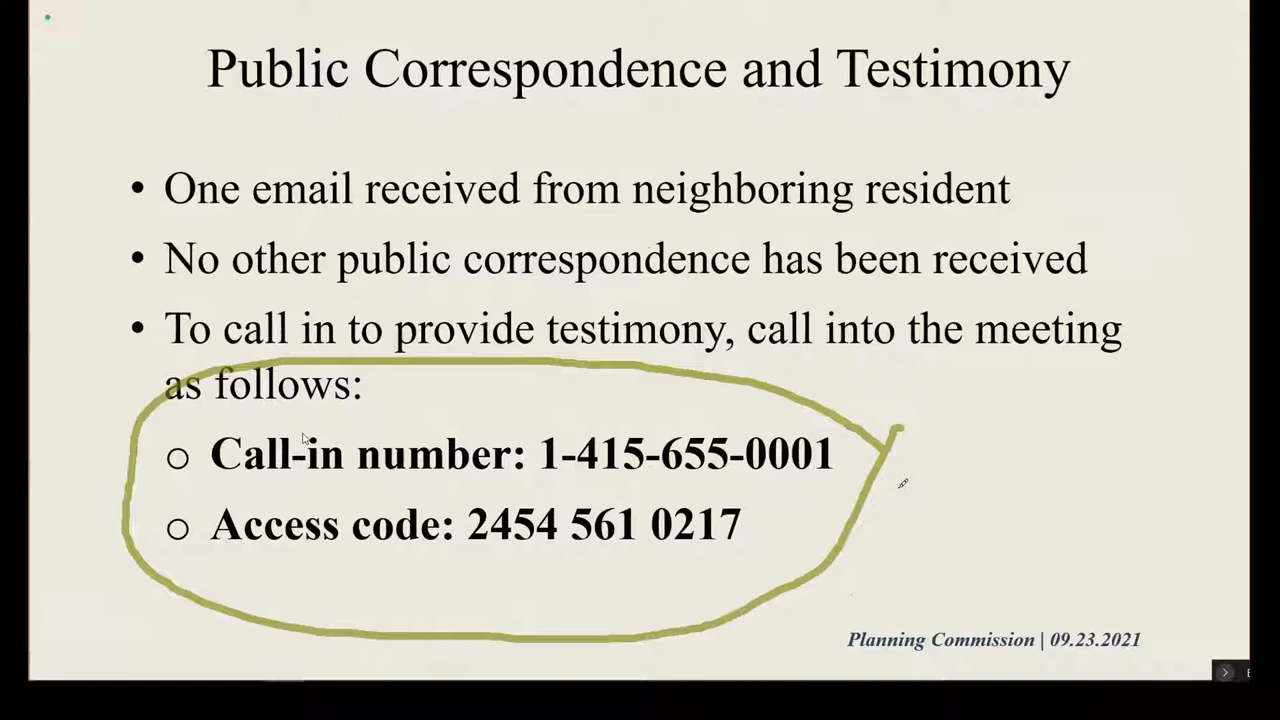 Public Correspondence and Testimony
• One email received from neighboring resident
• No other public correspondence has been received
• To call in to provide testimony, call into the meeting
as follows:
o Call-in number: 1-415-655-0001
o Access code: 2454 561 0217
Planning Commission | 09.23.2021